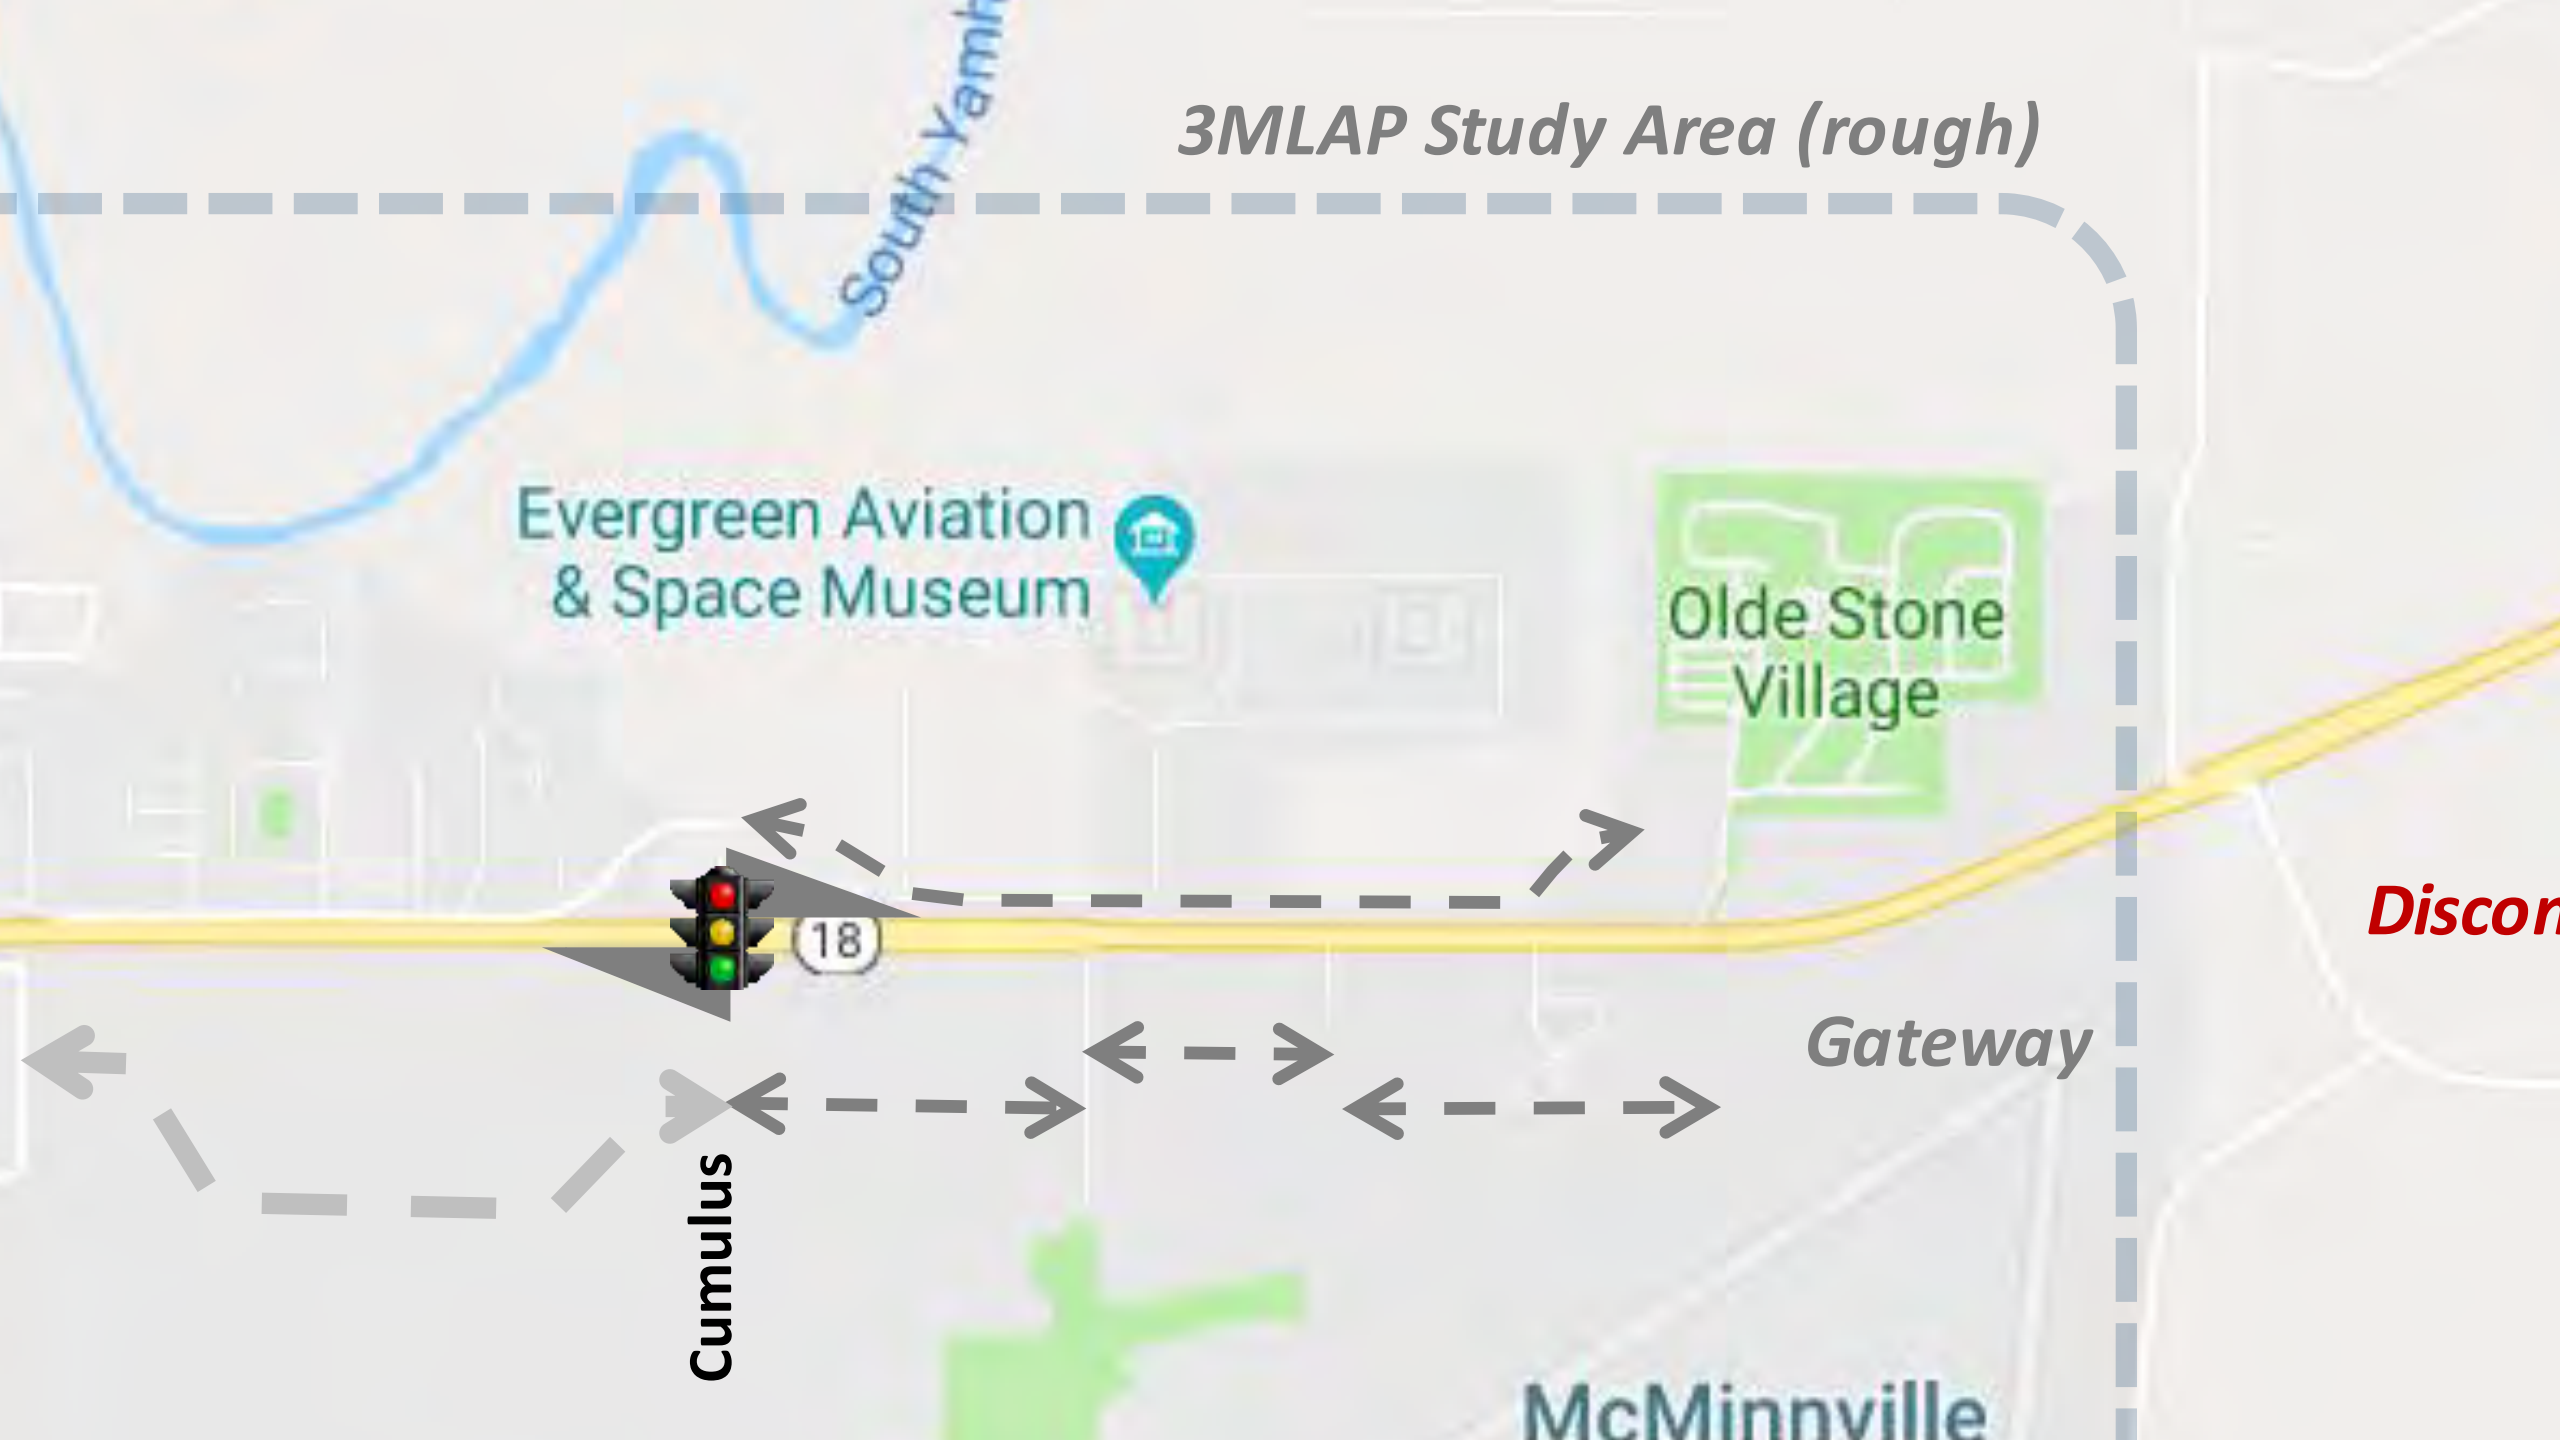 South Yamh
3MLAP Study Area (rough)
Evergreen Aviation
& Space Museum
Olde Stone
Village
18
Discon
Gateway
Cumulus
McMinnville